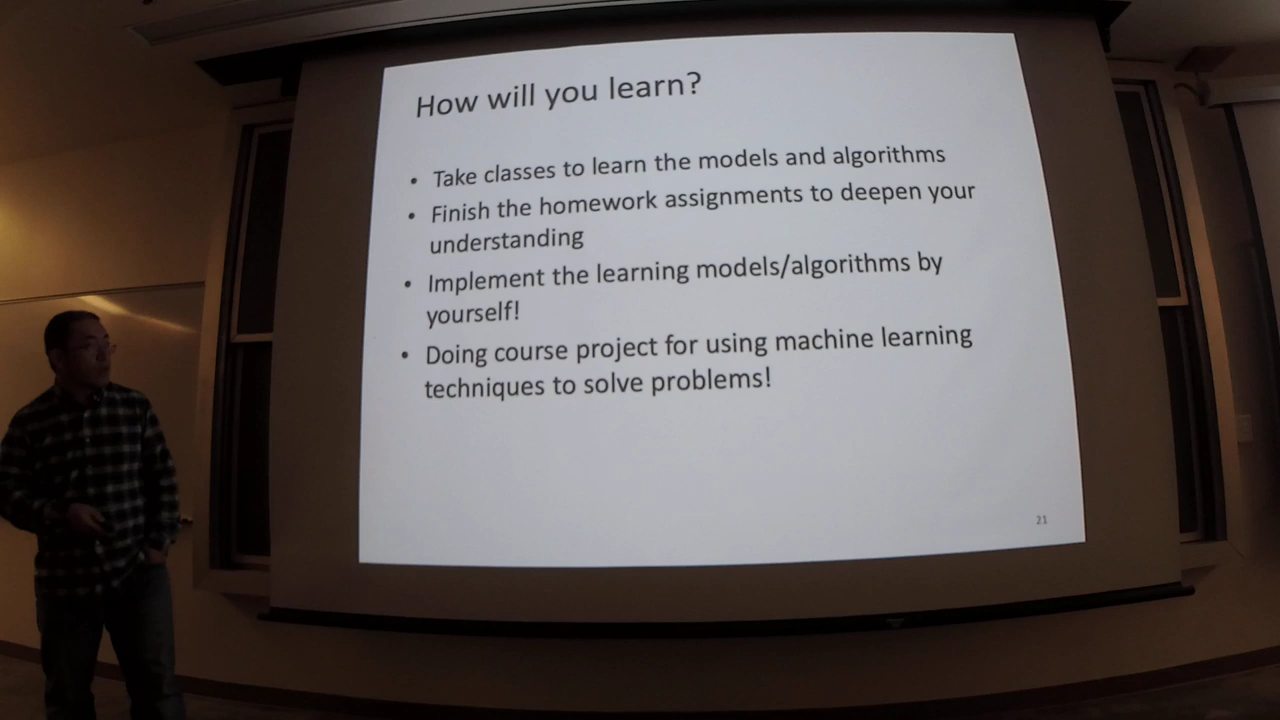 How will you learn?
• Take classes to learn the models and algorithms
• Finish the homework assignments to deepen your
understanding
• Implement the learning models/algorithms by
yourself!
• Doing course project for using machine learning
techniques to solve problems!
21